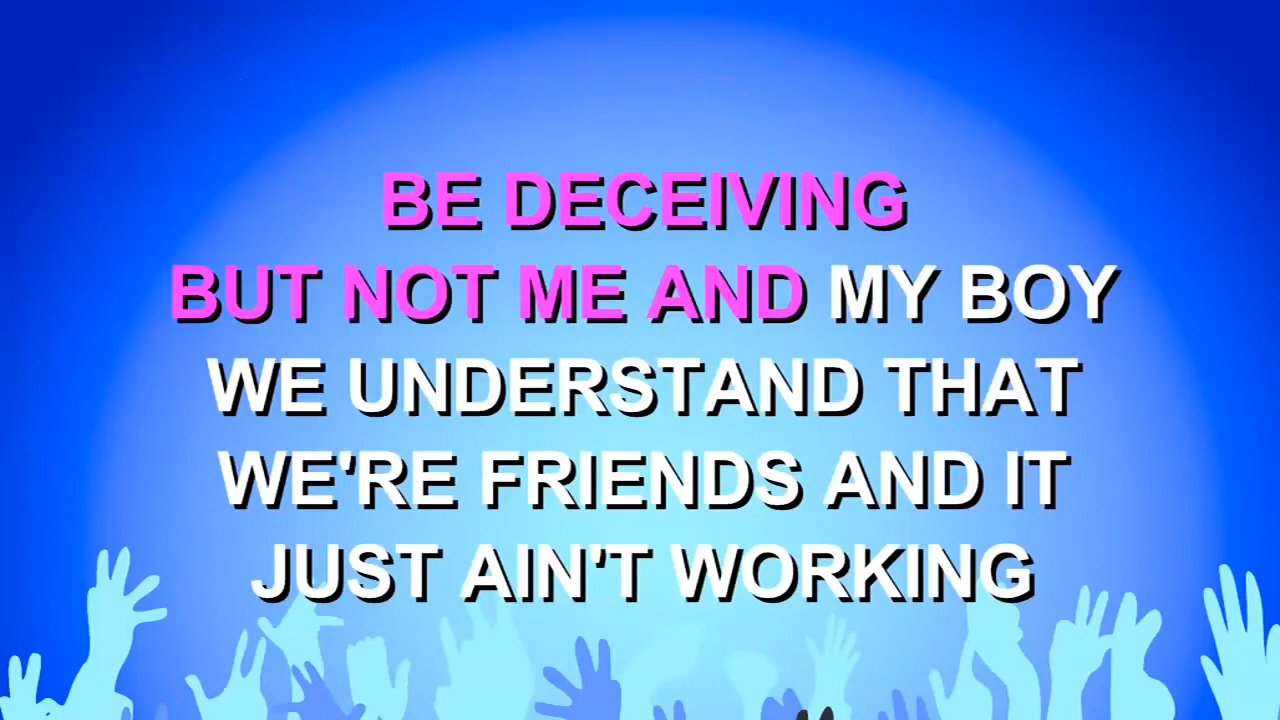 BE DECEIVING
BUT NOT ME AND MY BOY
WE UNDERSTAND THAT
WE'RE FRIENDS AND IT
JUST AIN'T WORKING